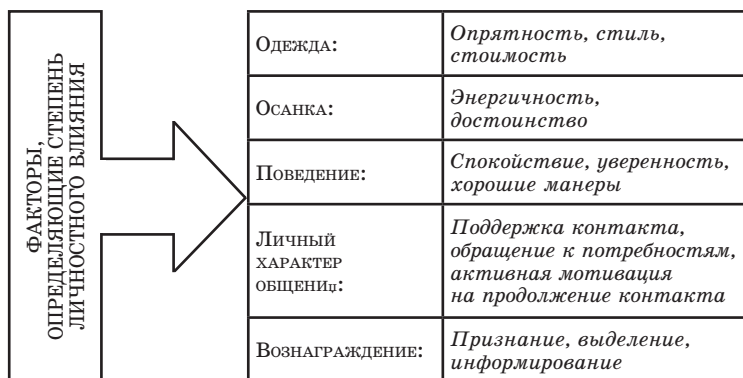 ФАКТОРЫ,
ОПРЕДЕЛЯЮЩИЕ СТЕПЕНЬ
ЛИЧНОСТНОГО ВЛИЯНИЯ
Одежда:
Опрятность, стиль,
стоимость
Осанка:
Энергичность,
достоинство
Поведение:
Спокойствие, уверенность,
хорошие манеры
Личный
характер
общениџ:
Поддержка контакта,
обращение к потребностям,
активная мотивация
на продолжение контакта
Вознаграждение:
Признание, выделение,
информирование